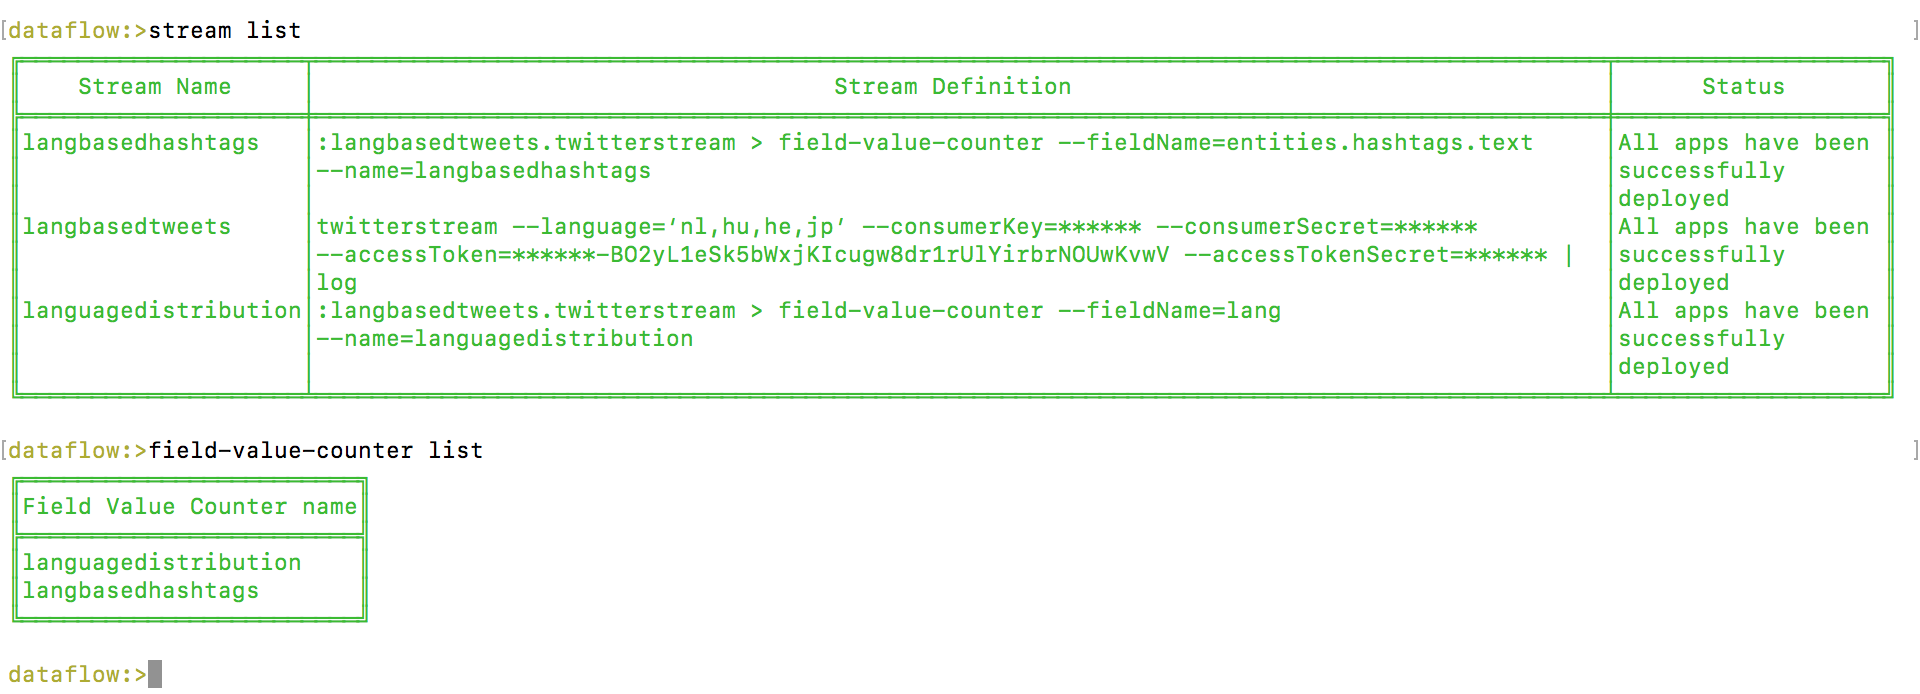 [dataflow:>stream list ]
Stream Name Stream Definition Status
langbasedhashtags :langbasedtweets.twitterstream > field-value-counter --fieldName=entities.hashtags.text All apps have been
--name=langbasedhashtags successfully
deployed
langbasedtweets twitterstream --language=‘nl,hu,he,jp’ --consumerKey=****** --consumerSecret=****** All apps have been
--accessToken=******-BO2yL1eSk5bWxjKIcugw8dr1rUlYirbrNOUwKvwV --accessTokenSecret=****** | successfully
log deployed
languagedistribution :langbasedtweets.twitterstream > field-value-counter --fieldName=lang All apps have been
--name=languagedistribution successfully
deployed
[dataflow:>field-value-counter list ]
Field Value Counter name
languagedistribution
langbasedhashtags
dataflow:>